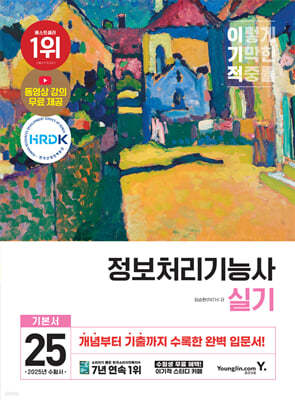 베스트셀러
1위
동영상 강의
무료 제공
HRDK
이렇게
기막힌
적중률
정보처리기능사
실기
기본서
25
2025년 수험서
개념부터 기출까지 수록한 완벽 입문서!
7년 연속 1위
수험생 무료 혜택!
이기적 스터디 카페
Youngjin.com Y.